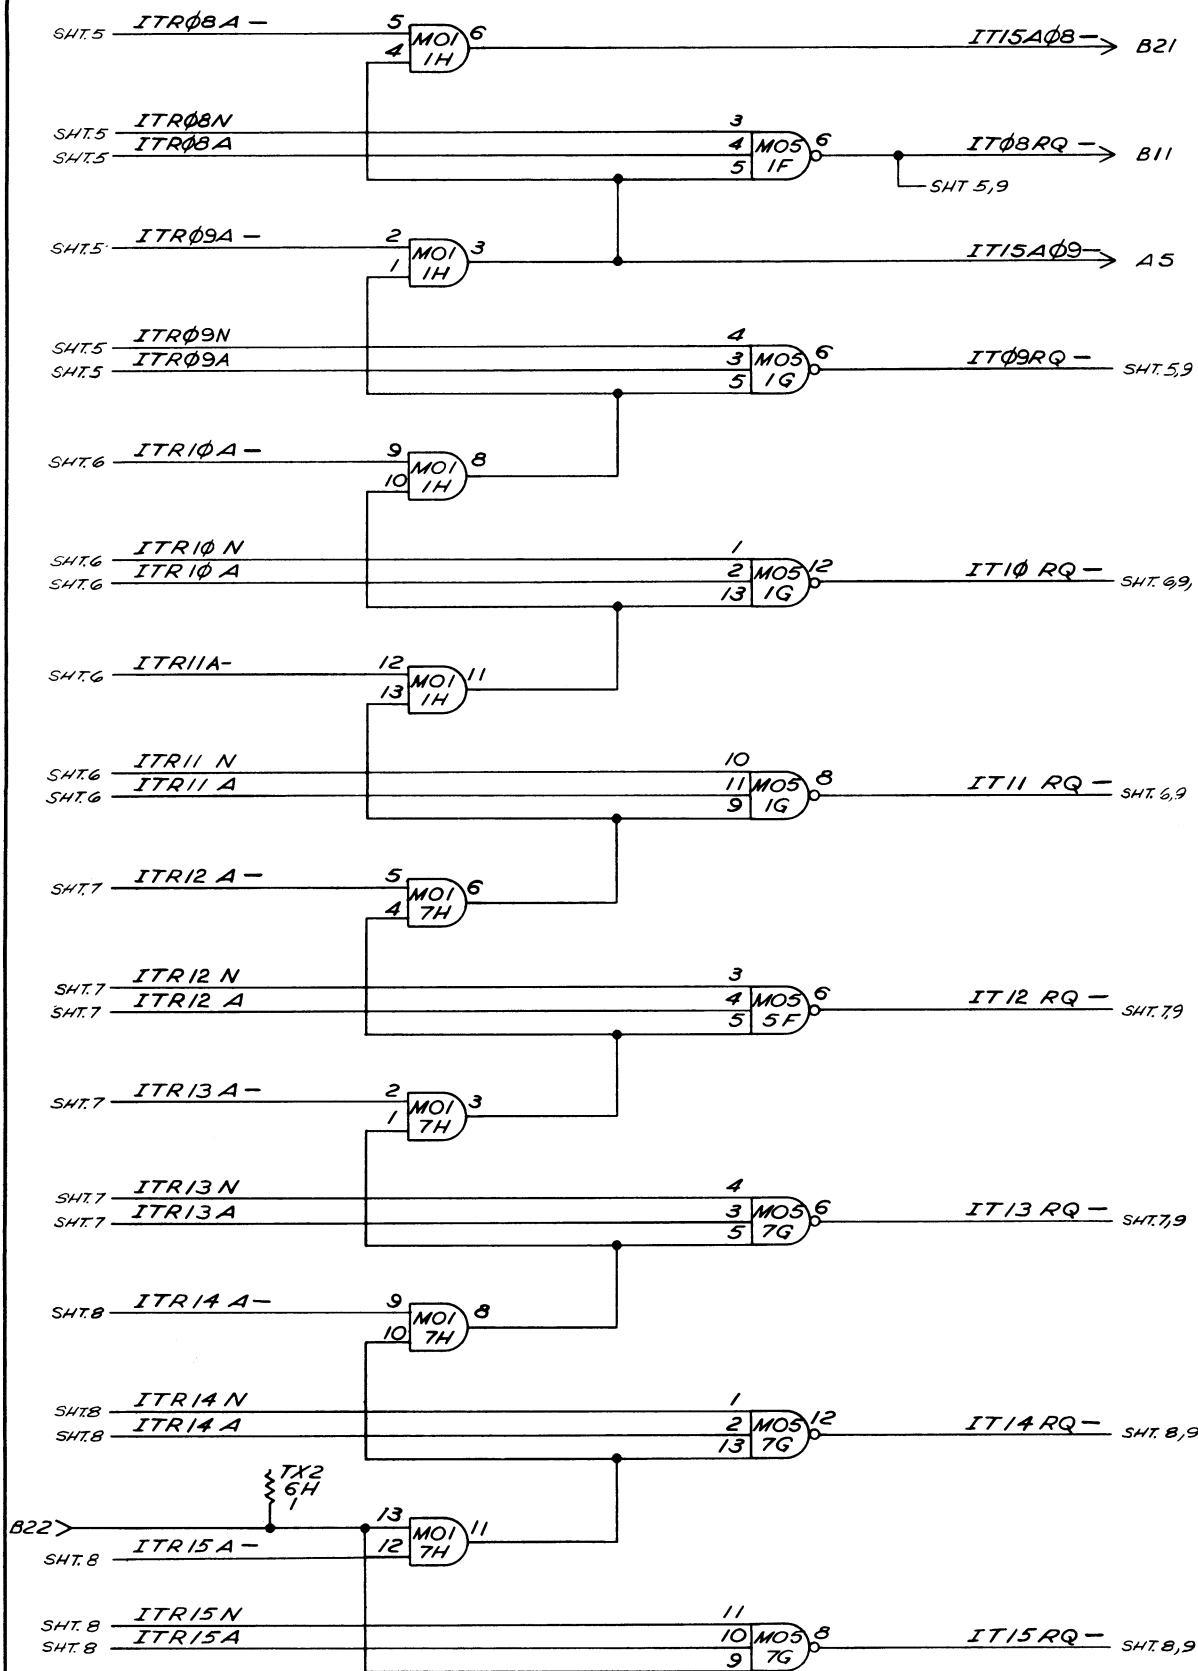 SHT.5 ITRØ8A - 5 MO1 6 IT15AØ8 - B21
4 1H
SHT.5 ITRØ8N 3
SHT.5 ITRØ8A 4 MO5 6 ITØ8RQ - B11
5 1F
SHT 5,9
SHT.5 ITRØ9A - 2 MO1 3 IT15AØ9- A5
1 1H
SHT.5 ITRØ9N 4
SHT.5 ITRØ9A 3 MO5 6 ITØ9RQ - SHT.5,9
5 1G
SHT.6 ITR1ØA - 9 MO1 8
10 1H
SHT.6 ITR1Ø N 1
SHT.6 ITR1Ø A 2 MO5 12 IT1Ø RQ - SHT.6,9,
13 1G
SHT.6 ITR11A- 12 MO1 11
13 1H
SHT.6 ITR11 N 10
SHT.6 ITR11 A 11 MO5 8 IT11 RQ - SHT.6,9
9 1G
SHT.7 ITR12 A - 5 MO1 6
4 7H
SHT.7 ITR12 N 3
SHT.7 ITR12 A 4 MO5 6 IT12 RQ - SHT.7,9
5 5F
SHT.7 ITR13 A - 2 MO1 3
1 7H
SHT.7 ITR13 N 4
SHT.7 ITR13 A 3 MO5 6 IT13 RQ - SHT.7,9
5 7G
SHT.8 ITR14 A - 9 MO1 8
10 7H
SHT.8 ITR14 N 1
SHT.8 ITR14 A 2 MO5 12 IT14 RQ - SHT. 8,9
13 7G
TX2
6H
1
B22 13 MO1 11
SHT. 8 ITR15 A - 12 7H
SHT. 8 ITR15 N 11
SHT. 8 ITR15 A 10 MO5 8 IT15 RQ - SHT.8,9
9 7G